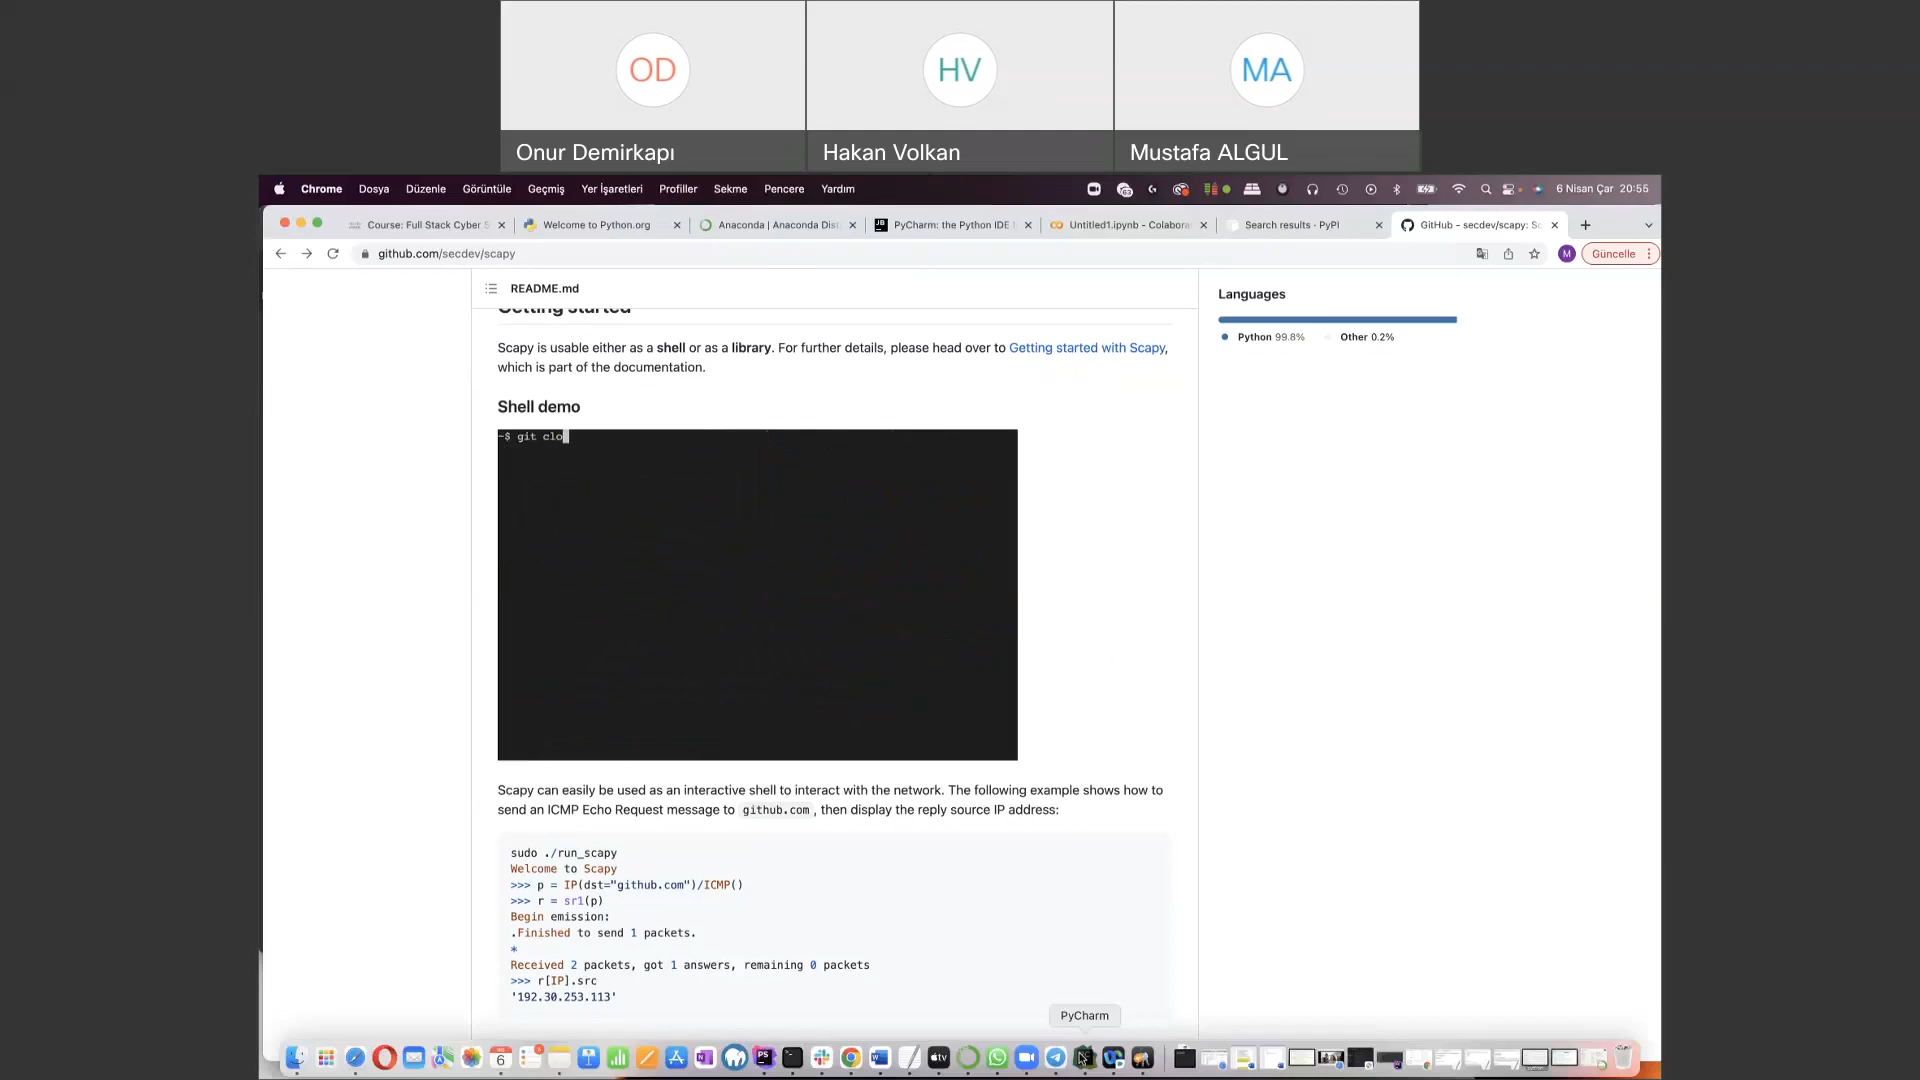 OD
HV
MA
Onur Demirkapı
Hakan Volkan
Mustafa ALGUL
Chrome Dosya Düzenle Görüntüle Geçmiş Yer İşaretleri Profiller Sekme Pencere Yardım
63
6 Nisan Çar 20:55
Course: Full Stack Cyber S
Welcome to Python.org
Anaconda | Anaconda Dist
PyCharm: the Python IDE
Untitled1.ipynb - Colabora
Search results · PyPI
GitHub - secdev/scapy: Sc
github.com/secdev/scapy
M
Güncelle
README.md
Getting started
Languages
Python 99.8% Other 0.2%
Scapy is usable either as a shell or as a library. For further details, please head over to Getting started with Scapy,
which is part of the documentation.
Shell demo
~$ git clo
Scapy can easily be used as an interactive shell to interact with the network. The following example shows how to
send an ICMP Echo Request message to github.com , then display the reply source IP address:
sudo ./run_scapy
Welcome to Scapy
>>> p = IP(dst="github.com")/ICMP()
>>> r = sr1(p)
Begin emission:
.Finished to send 1 packets.
*
Received 2 packets, got 1 answers, remaining 0 packets
>>> r[IP].src
'192.30.253.113'
PyCharm
6
PS
tv